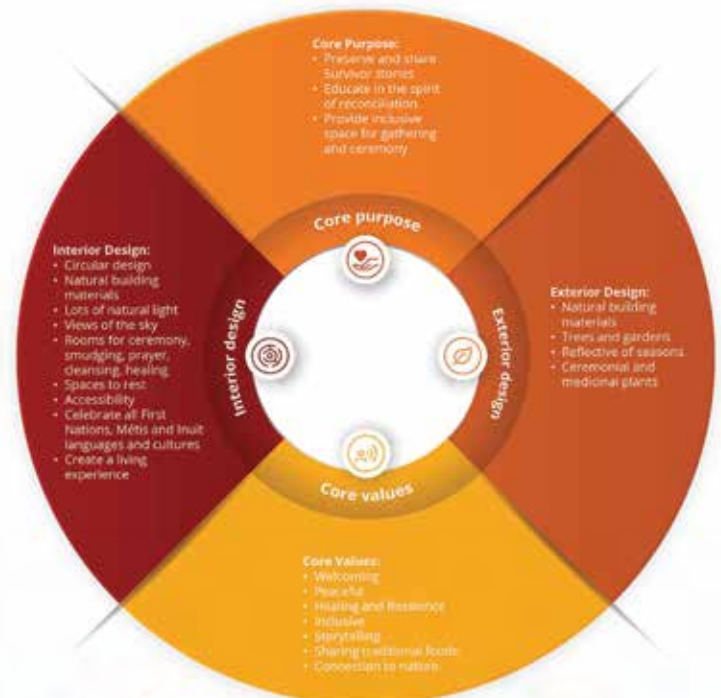 Core Purpose:
• Preserve and share
Survivor stories
• Educate in the spirit
of reconciliation
• Provide inclusive
space for gathering
and ceremony
Core purpose
Interior Design:
• Circular design
• Natural building
materials
• Lots of natural light
• Views of the sky
• Rooms for ceremony,
smudging, prayer,
cleansing, healing
• Spaces to rest
• Accessibility
• Celebrate all First
Nations, Métis and Inuit
languages and cultures
• Create a living
experience
Interior design
Exterior design
Exterior Design:
• Natural building
materials
• Trees and gardens
• Reflective of seasons
• Ceremonial and
medicinal plants
Core values
Core Values:
• Welcoming
• Peaceful
• Healing and Resilience
• Inclusive
• Storytelling
• Sharing traditional foods
• Connection to nature